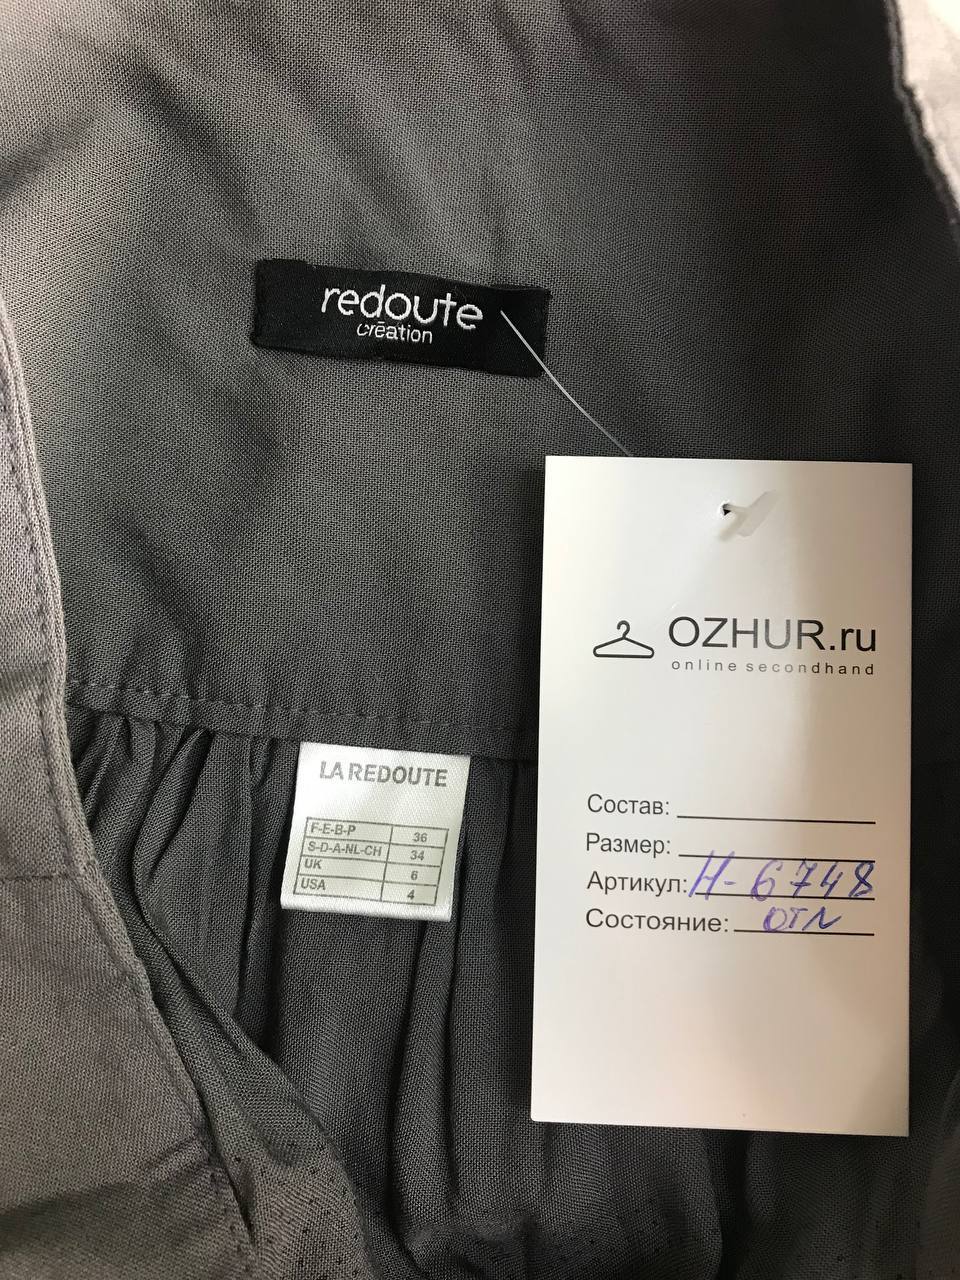 redoute
création
OZHUR.ru
online secondhand
LA REDOUTE
F-E-B-P 36
S-D-A-NL-CH 34
UK 6
USA 4
Состав:
Размер:
Артикул: Н-6748
Состояние: ОТЛ